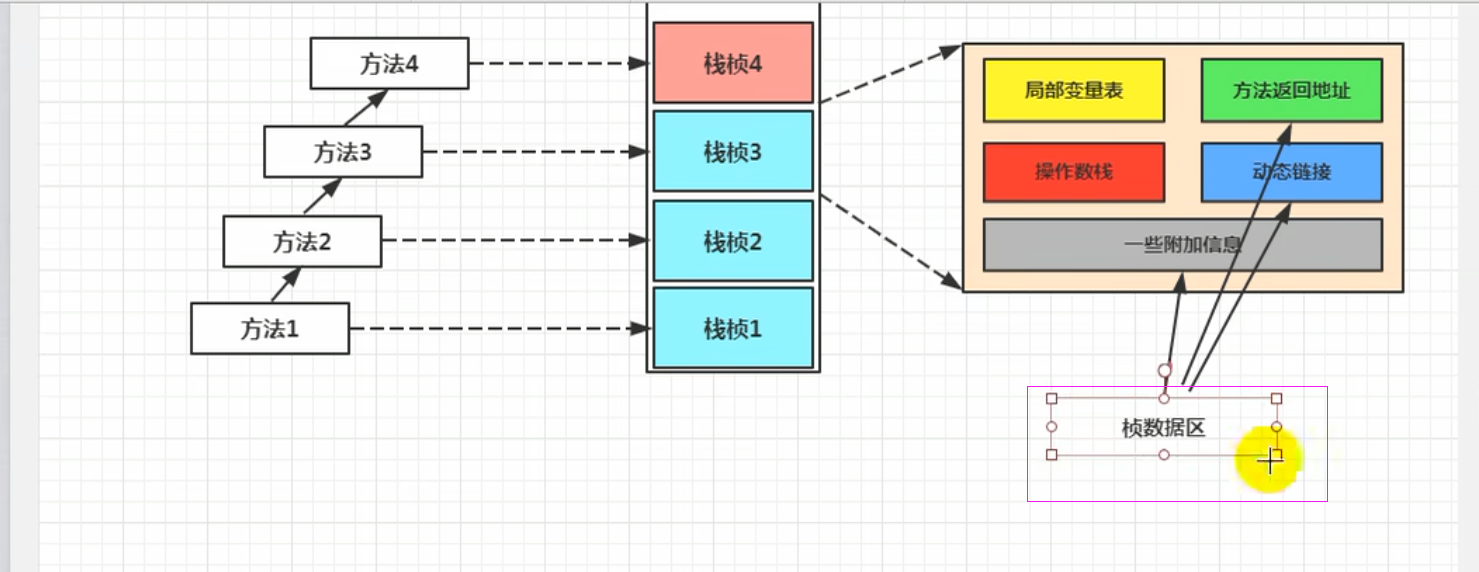 方法4
栈桢4
局部变量表
方法返回地址
方法3
栈桢3
操作数栈
动态链接
方法2
栈桢2
一些附加信息
方法1
栈桢1
桢数据区